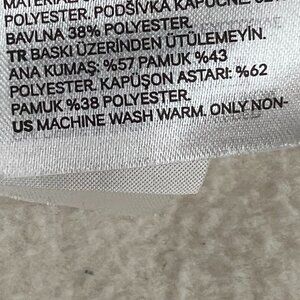 POLYESTER, PODŠÍVKA KAPUCNE:
BAVLNA 38% POLYESTER.
TR BASKI ÜZERİNDEN ÜTÜLEMEYİN.
ANA KUMAŞ: %57 PAMUK %43
POLYESTER, KAPÜŞON ASTARI: %62
PAMUK %38 POLYESTER.
US MACHINE WASH WARM. ONLY NON-